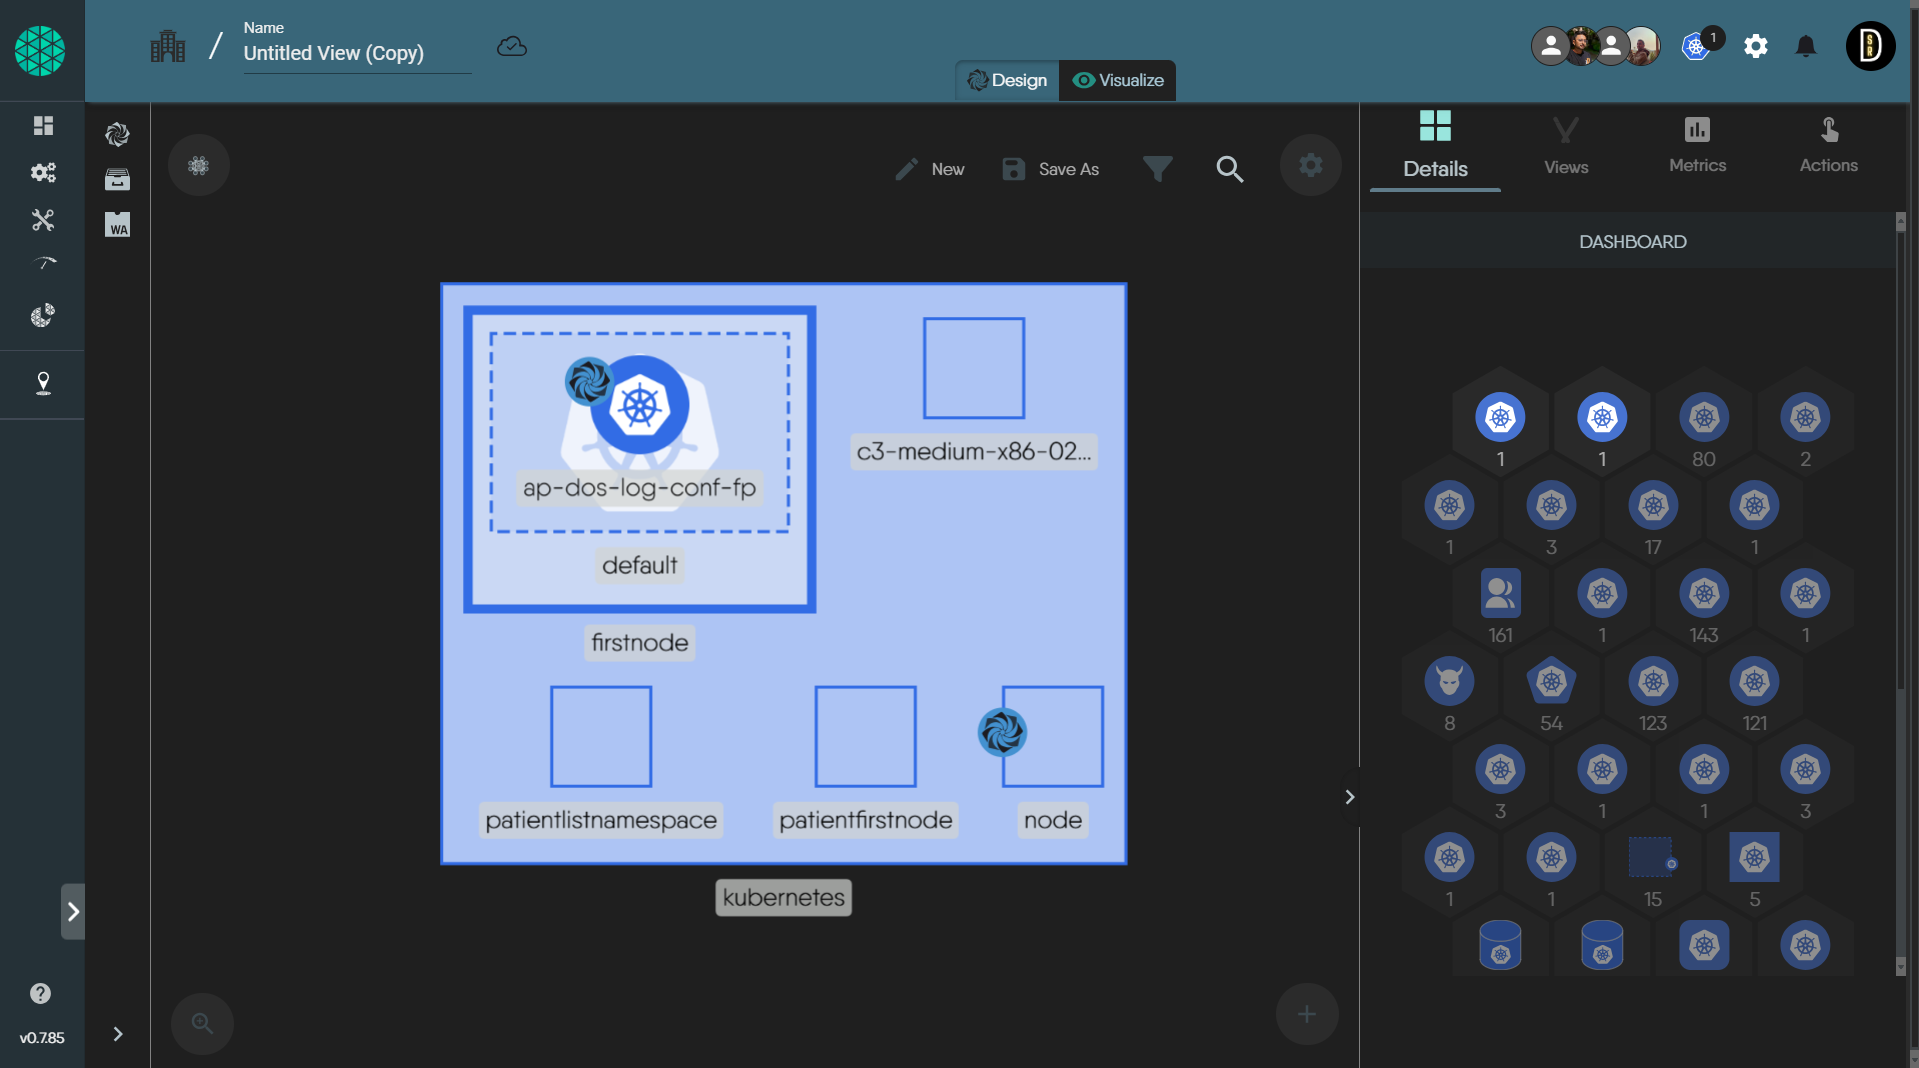 Name
Untitled View (Copy)
1
Design
Visualize
D
SR
WA
New
Save As
Details
Views
Metrics
Actions
DASHBOARD
ap-dos-log-conf-fp
default
firstnode
c3-medium-x86-02...
patientlistnamespace
patientfirstnode
node
kubernetes
1
1
80
2
1
3
17
1
161
1
143
1
8
54
123
121
3
1
1
3
1
1
15
5
v0.7.85